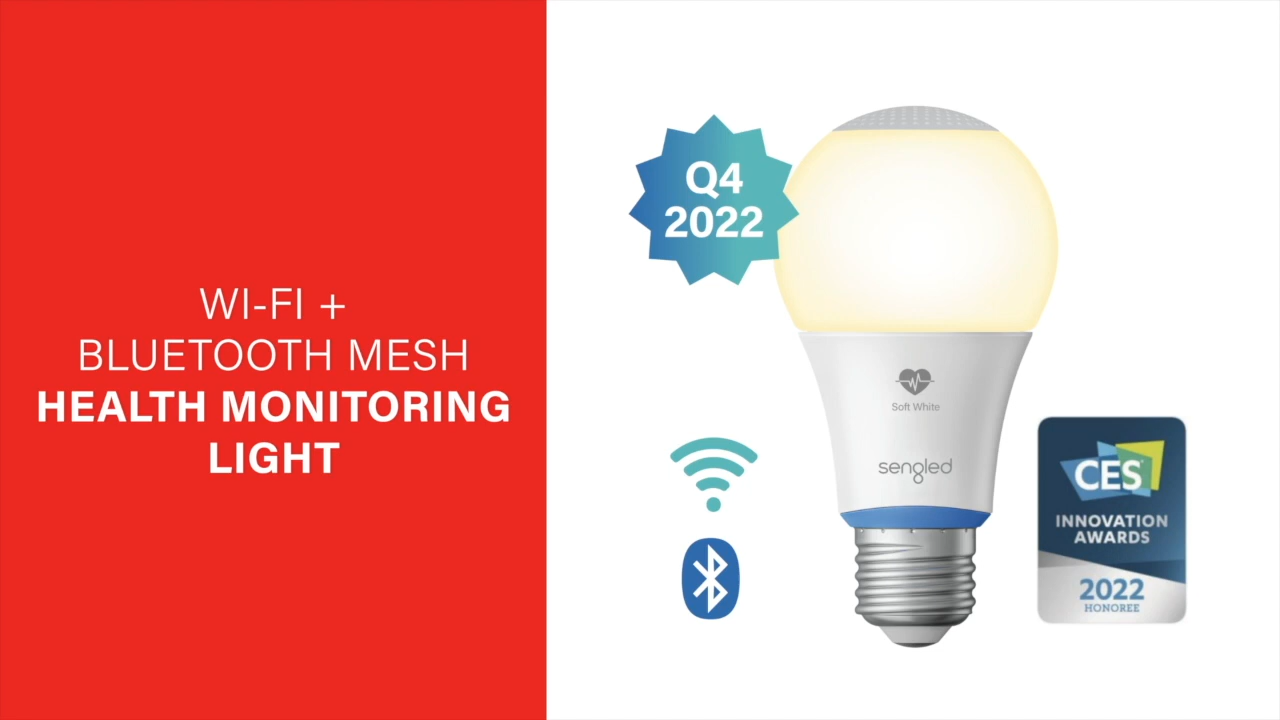 WI-FI +
BLUETOOTH MESH
HEALTH MONITORING
LIGHT
Q4
2022
Soft White
sengled
CES
INNOVATION
AWARDS
2022
HONOREE